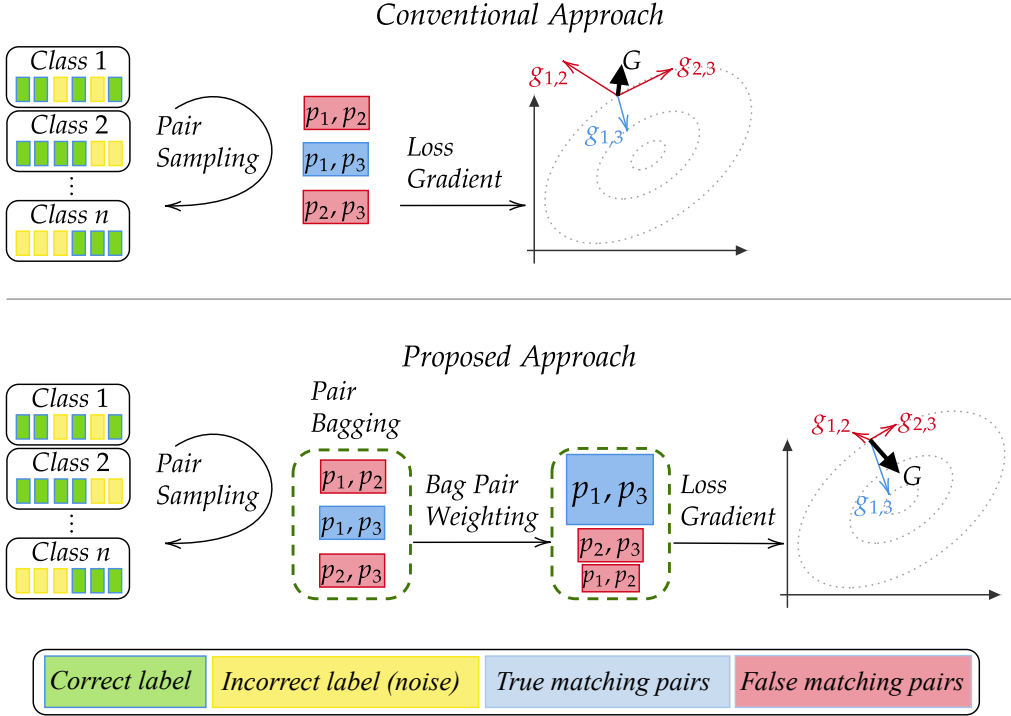 Conventional Approach
Class 1
Class 2
⋮
Class n
Pair
Sampling
p₁, p₂
p₁, p₃
p₂, p₃
Loss
Gradient
g₁,₂
G
g₂,₃
g₁,₃
Proposed Approach
Class 1
Class 2
⋮
Class n
Pair
Sampling
Pair
Bagging
p₁, p₂
p₁, p₃
p₂, p₃
Bag Pair
Weighting
p₁, p₃
p₂, p₃
p₁, p₂
Loss
Gradient
g₁,₂
g₂,₃
G
g₁,₃
Correct label
Incorrect label (noise)
True matching pairs
False matching pairs